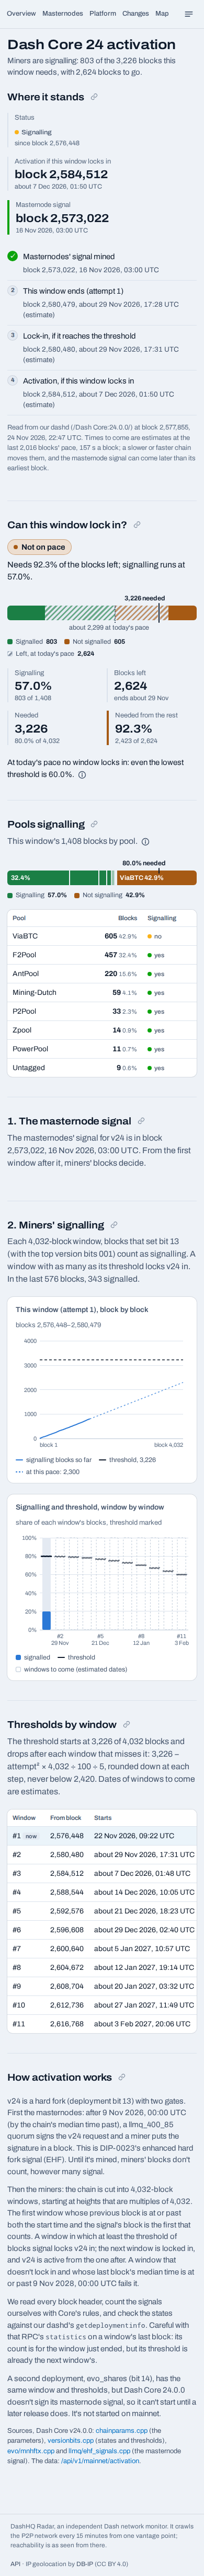 Overview Masternodes Platform Changes Map
Dash Core 24 activation
Miners are signalling: 803 of the 3,226 blocks this
window needs, with 2,624 blocks to go.
Where it stands
Status
Signalling
since block 2,576,448
Activation if this window locks in
block 2,584,512
about 7 Dec 2026, 01:50 UTC
Masternode signal
block 2,573,022
16 Nov 2026, 03:00 UTC
Masternodes' signal mined
block 2,573,022, 16 Nov 2026, 03:00 UTC
2 This window ends (attempt 1)
block 2,580,479, about 29 Nov 2026, 17:28 UTC
(estimate)
3 Lock-in, if it reaches the threshold
block 2,580,480, about 29 Nov 2026, 17:31 UTC
(estimate)
4 Activation, if this window locks in
block 2,584,512, about 7 Dec 2026, 01:50 UTC
(estimate)
Read from our dashd (/Dash Core:24.0.0/) at block 2,577,855,
24 Nov 2026, 22:47 UTC. Times to come are estimates at the
last 2,016 blocks' pace, 157 s a block; a slower or faster chain
moves them, and the masternode signal can come later than its
earliest block.
Can this window lock in?
Not on pace
Needs 92.3% of the blocks left; signalling runs at
57.0%.
3,226 needed
about 2,299 at today's pace
Signalled 803 Not signalled 605
Left, at today's pace 2,624
Signalling
57.0%
803 of 1,408
Blocks left
2,624
ends about 29 Nov
Needed
3,226
80.0% of 4,032
Needed from the rest
92.3%
2,423 of 2,624
At today's pace no window locks in: even the lowest
threshold is 60.0%.
Pools signalling
This window's 1,408 blocks by pool.
80.0% needed
32.4% ViaBTC 42.9%
Signalling 57.0% Not signalling 42.9%
Pool Blocks Signalling
ViaBTC 605 42.9% no
F2Pool 457 32.4% yes
AntPool 220 15.6% yes
Mining-Dutch 59 4.1% yes
P2Pool 33 2.3% yes
Zpool 14 0.9% yes
PowerPool 11 0.7% yes
Untagged 9 0.6% yes
1. The masternode signal
The masternodes' signal for v24 is in block
2,573,022, 16 Nov 2026, 03:00 UTC. From the first
window after it, miners' blocks decide.
2. Miners' signalling
Each 4,032-block window, blocks that set bit 13
(with the top version bits 001) count as signalling. A
window with as many as its threshold locks v24 in.
In the last 576 blocks, 343 signalled.
This window (attempt 1), block by block
blocks 2,576,448–2,580,479
4000
3000
2000
1000
0
block 1 block 4,032
signalling blocks so far threshold, 3,226
at this pace: 2,300
Signalling and threshold, window by window
share of each window's blocks, threshold marked
100%
80%
60%
40%
20%
0%
#2 #5 #8 #11
29 Nov 21 Dec 12 Jan 3 Feb
signalled threshold
windows to come (estimated dates)
Thresholds by window
The threshold starts at 3,226 of 4,032 blocks and
drops after each window that misses it: 3,226 −
attempt² × 4,032 ÷ 100 ÷ 5, rounded down at each
step, never below 2,420. Dates of windows to come
are estimates.
Window From block Starts
#1 now 2,576,448 22 Nov 2026, 09:22 UTC
#2 2,580,480 about 29 Nov 2026, 17:31 UTC
#3 2,584,512 about 7 Dec 2026, 01:48 UTC
#4 2,588,544 about 14 Dec 2026, 10:05 UTC
#5 2,592,576 about 21 Dec 2026, 18:23 UTC
#6 2,596,608 about 29 Dec 2026, 02:40 UTC
#7 2,600,640 about 5 Jan 2027, 10:57 UTC
#8 2,604,672 about 12 Jan 2027, 19:14 UTC
#9 2,608,704 about 20 Jan 2027, 03:32 UTC
#10 2,612,736 about 27 Jan 2027, 11:49 UTC
#11 2,616,768 about 3 Feb 2027, 20:06 UTC
How activation works
v24 is a hard fork (deployment bit 13) with two gates.
First the masternodes: after 9 Nov 2026, 00:00 UTC
(by the chain's median time past), a llmq_400_85
quorum signs the v24 request and a miner puts the
signature in a block. This is DIP-0023's enhanced hard
fork signal (EHF). Until it's mined, miners' blocks don't
count, however many signal.
Then the miners: the chain is cut into 4,032-block
windows, starting at heights that are multiples of 4,032.
The first window whose previous block is at or past
both the start time and the signal's block is the first that
counts. A window in which at least the threshold of
blocks signal locks v24 in; the next window is locked in,
and v24 is active from the one after. A window that
doesn't lock in and whose last block's median time is at
or past 9 Nov 2028, 00:00 UTC fails it.
We read every block header, count the signals
ourselves with Core's rules, and check the states
against our dashd's getdeploymentinfo. Careful with
that RPC's statistics on a window's last block: its
count is for the window just ended, but its threshold is
already the next window's.
A second deployment, evo_shares (bit 14), has the
same window and thresholds, but Dash Core 24.0.0
doesn't sign its masternode signal, so it can't start until a
later release does. It's not started on mainnet.
Sources, Dash Core v24.0.0: chainparams.cpp (the
parameters), versionbits.cpp (states and thresholds),
evo/mnhftx.cpp and llmq/ehf_signals.cpp (the masternode
signal). The data: /api/v1/mainnet/activation.
DashHQ Radar, an independent Dash network monitor. It crawls
the P2P network every 15 minutes from one vantage point;
reachability is as seen from there.
API · IP geolocation by DB-IP (CC BY 4.0)